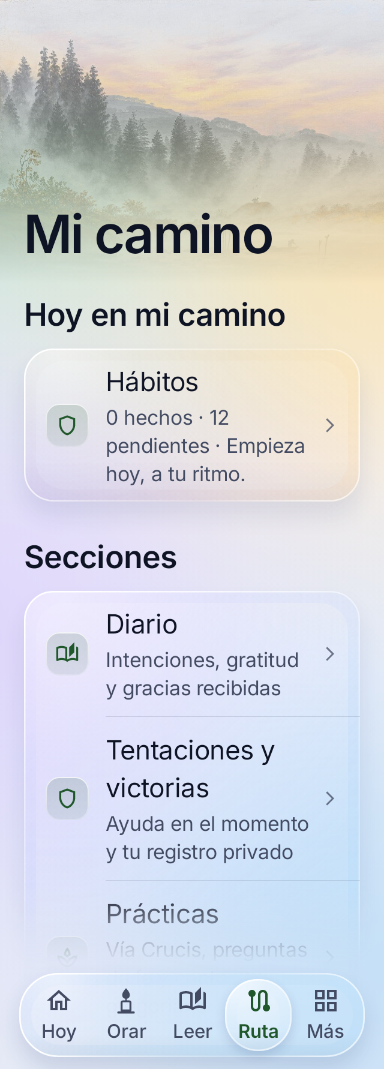 Mi camino
Hoy en mi camino
Hábitos
0 hechos · 12
pendientes · Empieza
hoy, a tu ritmo.
Secciones
Diario
Intenciones, gratitud
y gracias recibidas
Tentaciones y
victorias
Ayuda en el momento
y tu registro privado
Prácticas
Vía Crucis, preguntas
Hoy
Orar
Leer
Ruta
Más